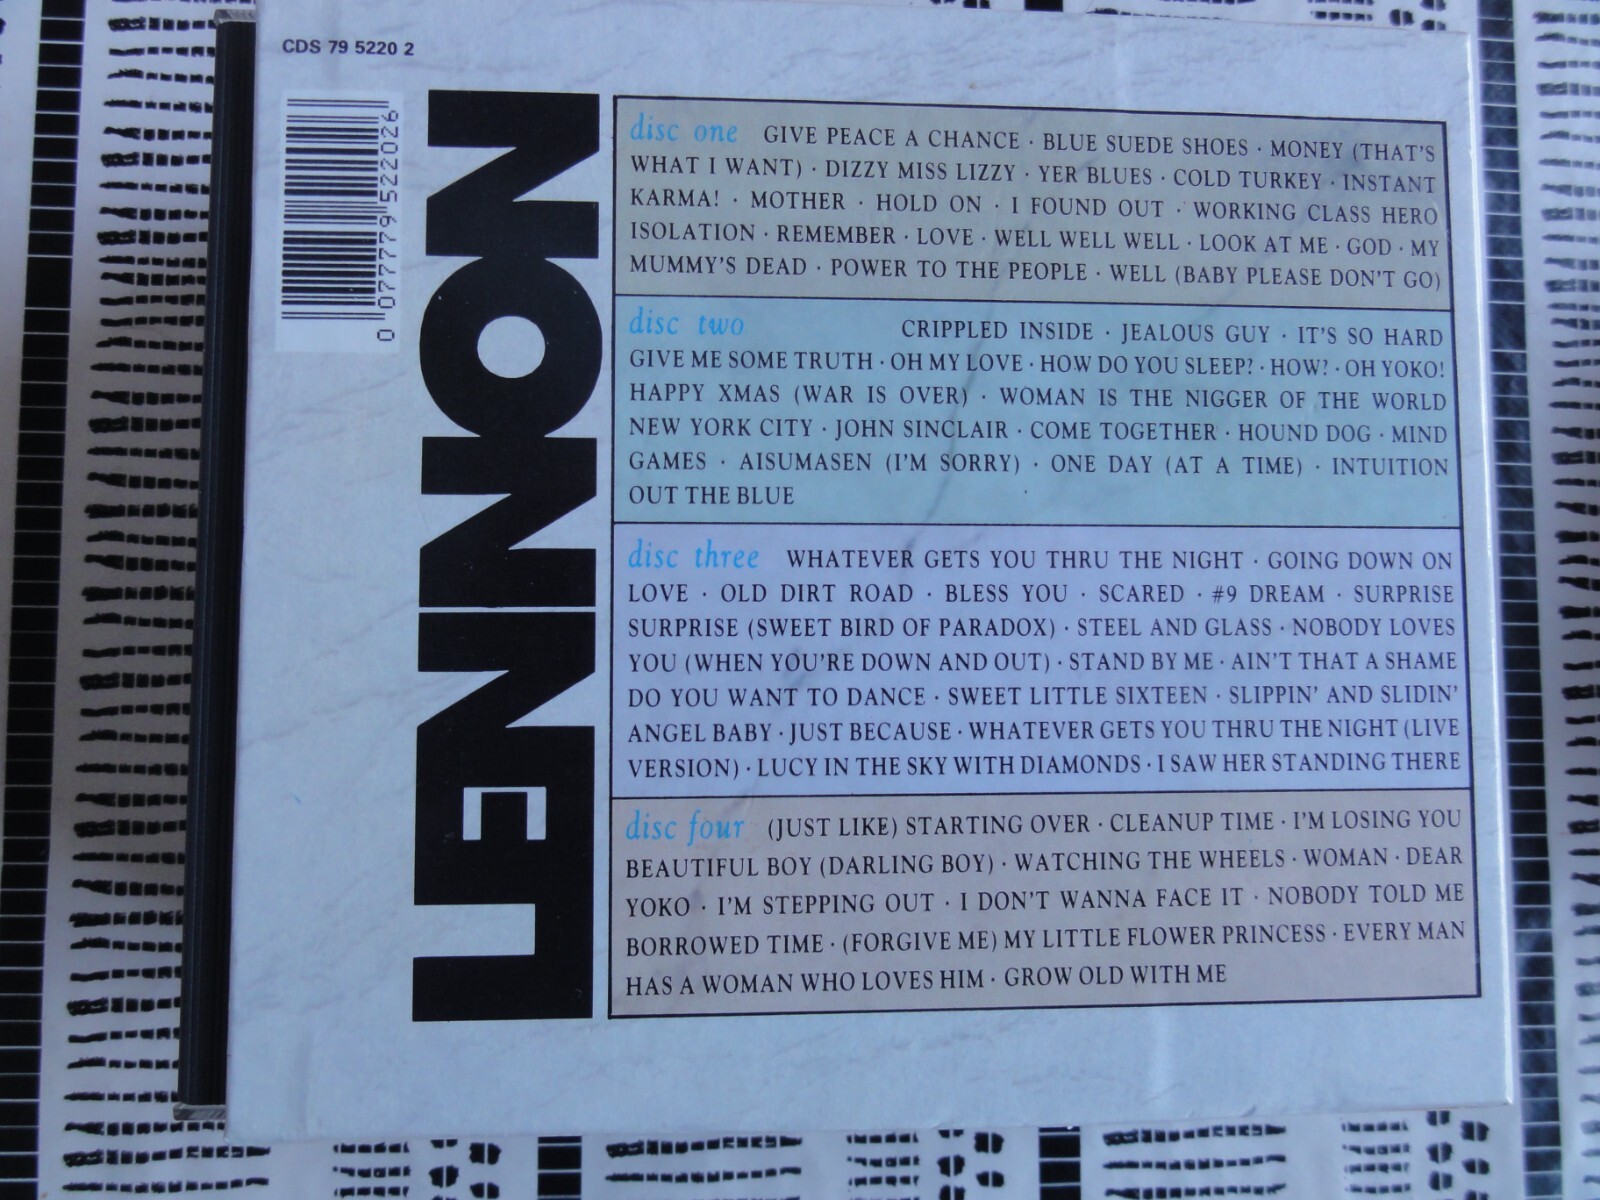 CDS 79 5220 2
0 077779 522026
LENNON
disc one GIVE PEACE A CHANCE · BLUE SUEDE SHOES · MONEY (THAT'S
WHAT I WANT) · DIZZY MISS LIZZY · YER BLUES · COLD TURKEY · INSTANT
KARMA! · MOTHER · HOLD ON · I FOUND OUT · WORKING CLASS HERO
ISOLATION · REMEMBER · LOVE · WELL WELL WELL · LOOK AT ME · GOD · MY
MUMMY'S DEAD · POWER TO THE PEOPLE · WELL (BABY PLEASE DON'T GO)
disc two CRIPPLED INSIDE · JEALOUS GUY · IT'S SO HARD
GIVE ME SOME TRUTH · OH MY LOVE · HOW DO YOU SLEEP? · HOW? · OH YOKO!
HAPPY XMAS (WAR IS OVER) · WOMAN IS THE NIGGER OF THE WORLD
NEW YORK CITY · JOHN SINCLAIR · COME TOGETHER · HOUND DOG · MIND
GAMES · AISUMASEN (I'M SORRY) · ONE DAY (AT A TIME) · INTUITION
OUT THE BLUE
disc three WHATEVER GETS YOU THRU THE NIGHT · GOING DOWN ON
LOVE · OLD DIRT ROAD · BLESS YOU · SCARED · #9 DREAM · SURPRISE
SURPRISE (SWEET BIRD OF PARADOX) · STEEL AND GLASS · NOBODY LOVES
YOU (WHEN YOU'RE DOWN AND OUT) · STAND BY ME · AIN'T THAT A SHAME
DO YOU WANT TO DANCE · SWEET LITTLE SIXTEEN · SLIPPIN' AND SLIDIN'
ANGEL BABY · JUST BECAUSE · WHATEVER GETS YOU THRU THE NIGHT (LIVE
VERSION) · LUCY IN THE SKY WITH DIAMONDS · I SAW HER STANDING THERE
disc four (JUST LIKE) STARTING OVER · CLEANUP TIME · I'M LOSING YOU
BEAUTIFUL BOY (DARLING BOY) · WATCHING THE WHEELS · WOMAN · DEAR
YOKO · I'M STEPPING OUT · I DON'T WANNA FACE IT · NOBODY TOLD ME
BORROWED TIME · (FORGIVE ME) MY LITTLE FLOWER PRINCESS · EVERY MAN
HAS A WOMAN WHO LOVES HIM · GROW OLD WITH ME